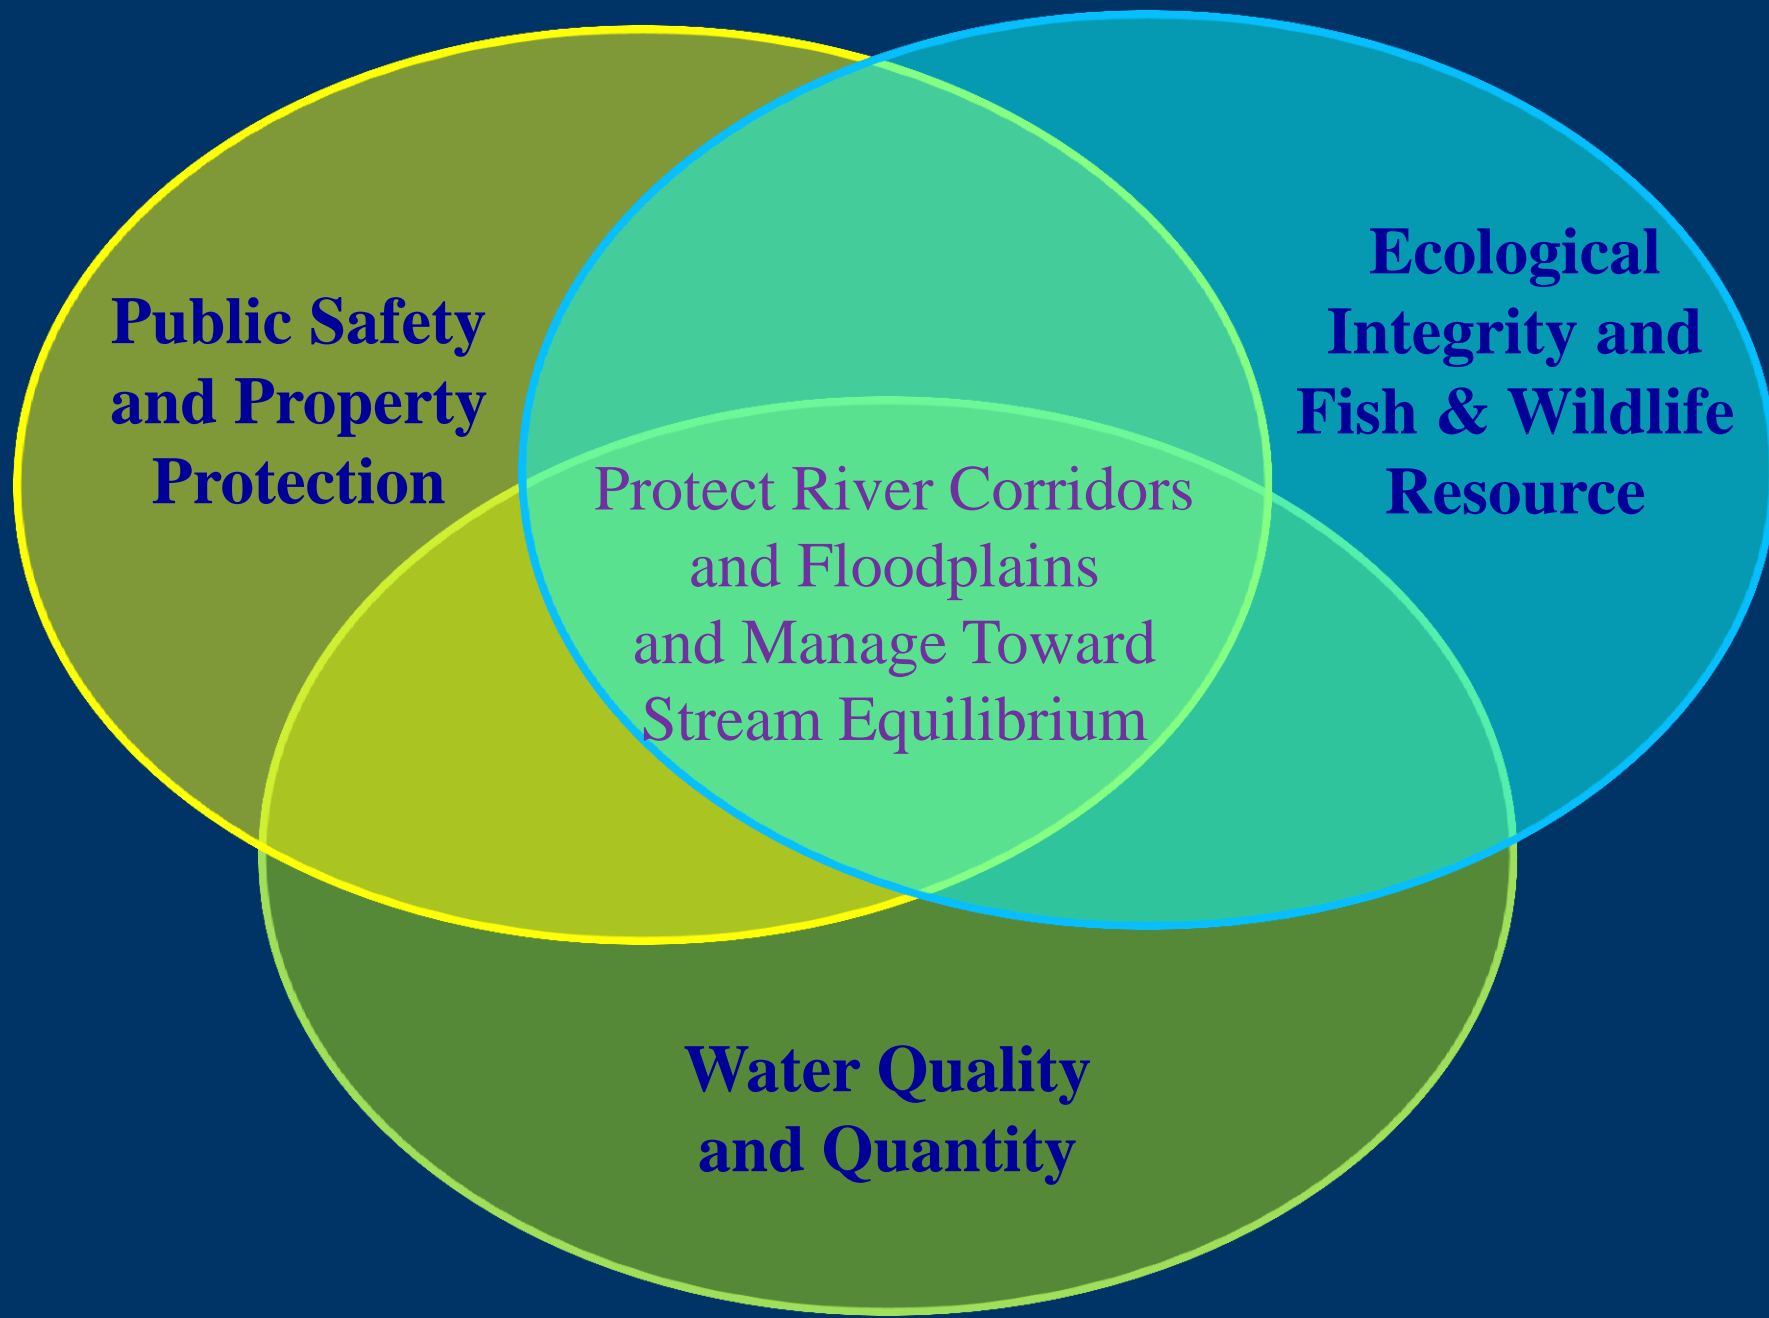 Public Safety
and Property
Protection
Ecological
Integrity and
Fish & Wildlife
Resource
Protect River Corridors
and Floodplains
and Manage Toward
Stream Equilibrium
Water Quality
and Quantity